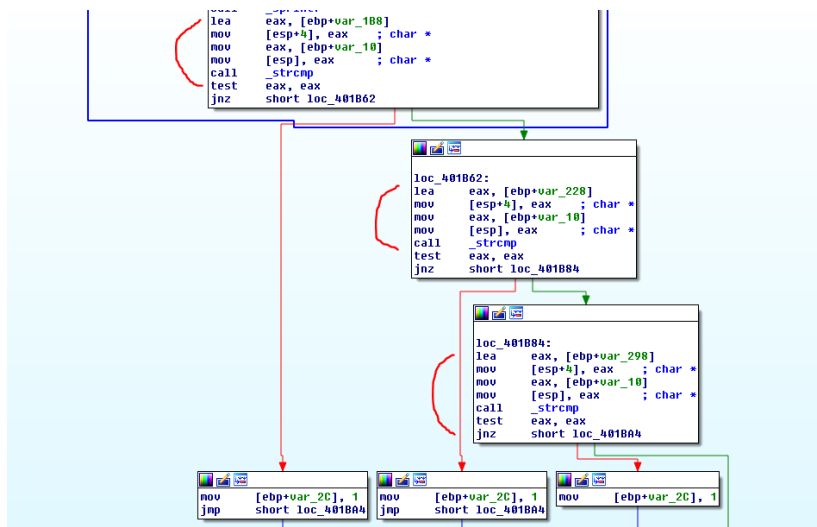 call _sprintf
lea eax, [ebp+var_1B8]
mov [esp+4], eax ; char *
mov eax, [ebp+var_10]
mov [esp], eax ; char *
call _strcmp
test eax, eax
jnz short loc_401B62
loc_401B62:
lea eax, [ebp+var_228]
mov [esp+4], eax ; char *
mov eax, [ebp+var_10]
mov [esp], eax ; char *
call _strcmp
test eax, eax
jnz short loc_401B84
loc_401B84:
lea eax, [ebp+var_298]
mov [esp+4], eax ; char *
mov eax, [ebp+var_10]
mov [esp], eax ; char *
call _strcmp
test eax, eax
jnz short loc_401BA4
mov [ebp+var_2C], 1
jmp short loc_401BA4
mov [ebp+var_2C], 1
jmp short loc_401BA4
mov [ebp+var_2C], 1